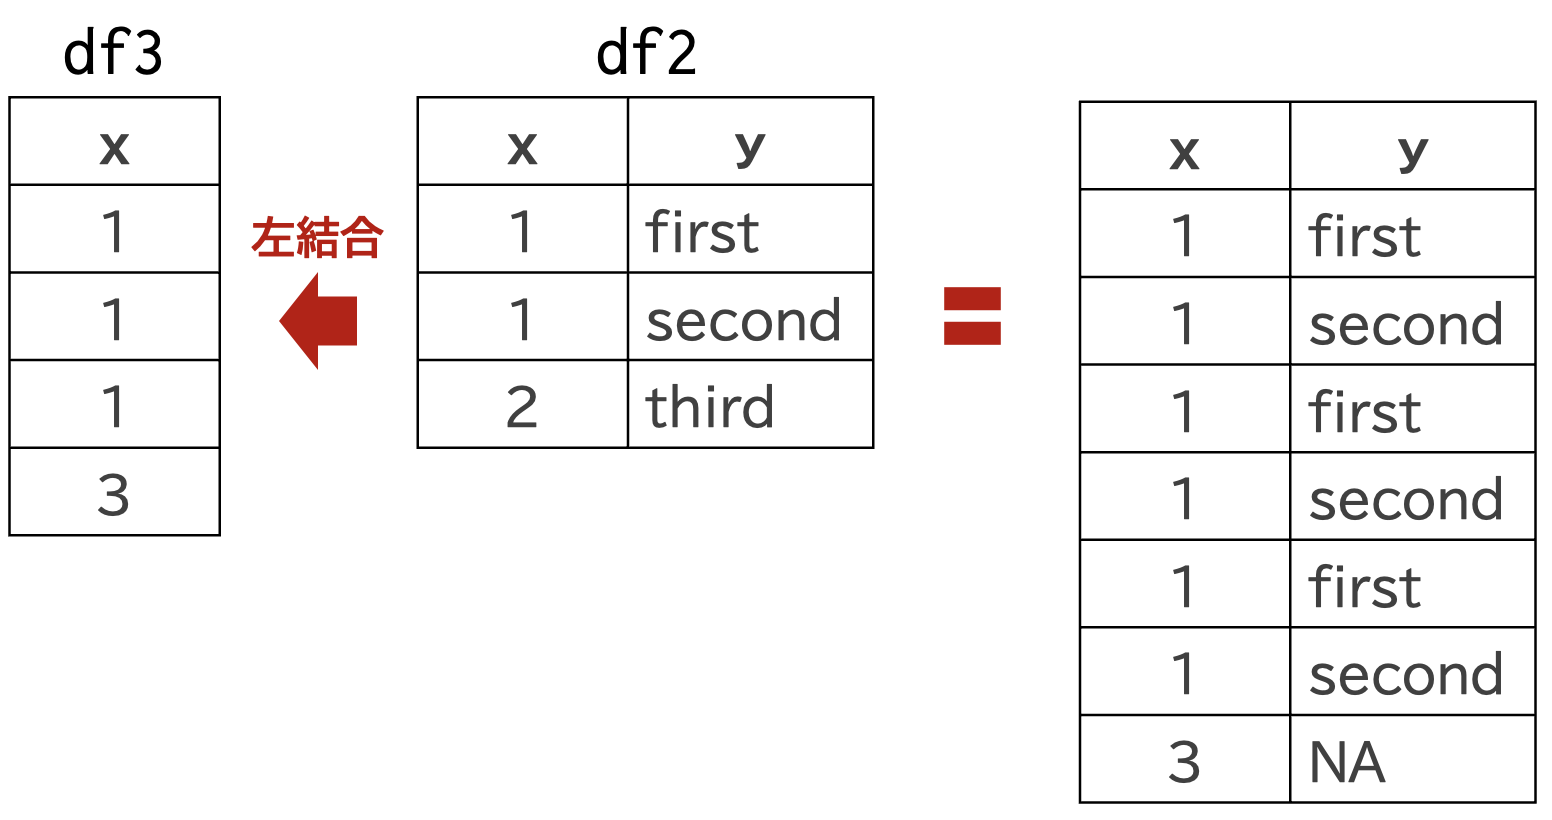 df3
x
1
1
1
3
左結合
df2
x y
1 first
1 second
2 third
=
x y
1 first
1 second
1 first
1 second
1 first
1 second
3 NA